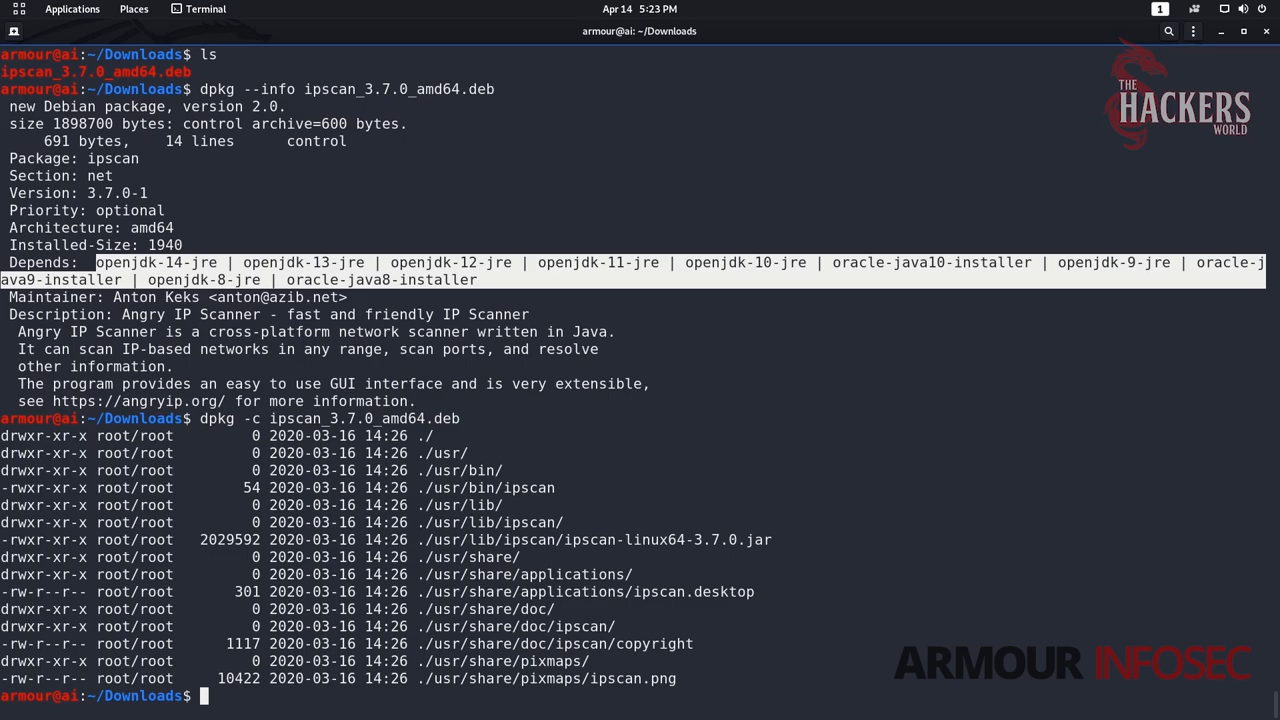 Applications Places Terminal Apr 14 5:23 PM 1
armour@ai: ~/Downloads
armour@ai:~/Downloads$ ls
ipscan_3.7.0_amd64.deb
armour@ai:~/Downloads$ dpkg --info ipscan_3.7.0_amd64.deb
 new Debian package, version 2.0.
 size 1898700 bytes: control archive=600 bytes.
     691 bytes,    14 lines      control
 Package: ipscan
 Section: net
 Version: 3.7.0-1
 Priority: optional
 Architecture: amd64
 Installed-Size: 1940
 Depends:  openjdk-14-jre | openjdk-13-jre | openjdk-12-jre | openjdk-11-jre | openjdk-10-jre | oracle-java10-installer | openjdk-9-jre | oracle-j
ava9-installer | openjdk-8-jre | oracle-java8-installer
 Maintainer: Anton Keks <anton@azib.net>
 Description: Angry IP Scanner - fast and friendly IP Scanner
  Angry IP Scanner is a cross-platform network scanner written in Java.
  It can scan IP-based networks in any range, scan ports, and resolve
  other information.
  The program provides an easy to use GUI interface and is very extensible,
  see https://angryip.org/ for more information.
armour@ai:~/Downloads$ dpkg -c ipscan_3.7.0_amd64.deb
drwxr-xr-x root/root         0 2020-03-16 14:26 ./
drwxr-xr-x root/root         0 2020-03-16 14:26 ./usr/
drwxr-xr-x root/root         0 2020-03-16 14:26 ./usr/bin/
-rwxr-xr-x root/root        54 2020-03-16 14:26 ./usr/bin/ipscan
drwxr-xr-x root/root         0 2020-03-16 14:26 ./usr/lib/
drwxr-xr-x root/root         0 2020-03-16 14:26 ./usr/lib/ipscan/
-rwxr-xr-x root/root   2029592 2020-03-16 14:26 ./usr/lib/ipscan/ipscan-linux64-3.7.0.jar
drwxr-xr-x root/root         0 2020-03-16 14:26 ./usr/share/
drwxr-xr-x root/root         0 2020-03-16 14:26 ./usr/share/applications/
-rw-r--r-- root/root       301 2020-03-16 14:26 ./usr/share/applications/ipscan.desktop
drwxr-xr-x root/root         0 2020-03-16 14:26 ./usr/share/doc/
drwxr-xr-x root/root         0 2020-03-16 14:26 ./usr/share/doc/ipscan/
-rw-r--r-- root/root      1117 2020-03-16 14:26 ./usr/share/doc/ipscan/copyright
drwxr-xr-x root/root         0 2020-03-16 14:26 ./usr/share/pixmaps/
-rw-r--r-- root/root     10422 2020-03-16 14:26 ./usr/share/pixmaps/ipscan.png
armour@ai:~/Downloads$
THE
HACKERS
WORLD
ARMOUR INFOSEC